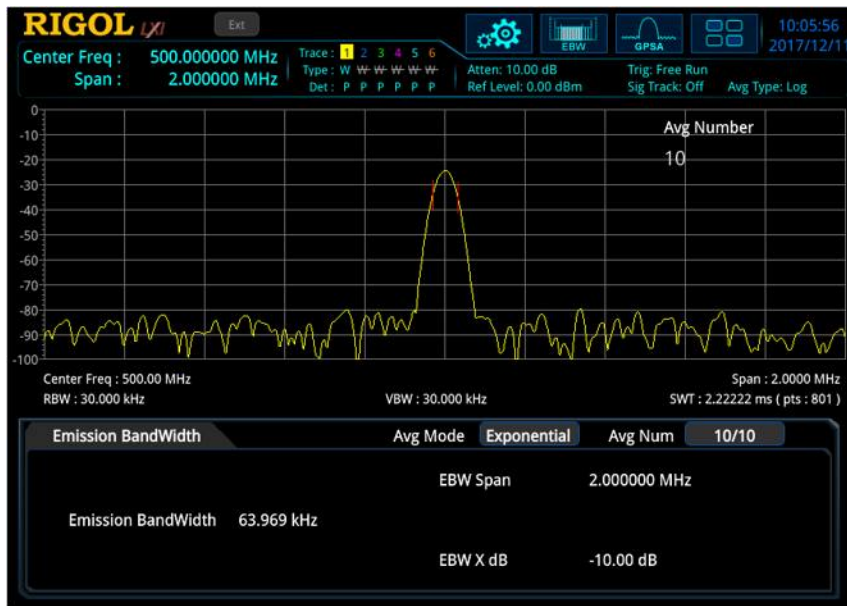 RIGOL LXI Ext EBW GPSA 10:05:56
2017/12/11
Center Freq : 500.000000 MHz
Span : 2.000000 MHz
Trace : 1 2 3 4 5 6
Type : W W W W W W
Det : P P P P P P
Atten: 10.00 dB Trig: Free Run
Ref Level: 0.00 dBm Sig Track: Off Avg Type: Log
0
-10
-20
-30
-40
-50
-60
-70
-80
-90
-100
Avg Number
10
Center Freq : 500.00 MHz Span : 2.0000 MHz
RBW : 30.000 kHz VBW : 30.000 kHz SWT : 2.22222 ms ( pts : 801 )
Emission BandWidth Avg Mode Exponential Avg Num 10/10
EBW Span 2.000000 MHz
Emission BandWidth 63.969 kHz
EBW X dB -10.00 dB